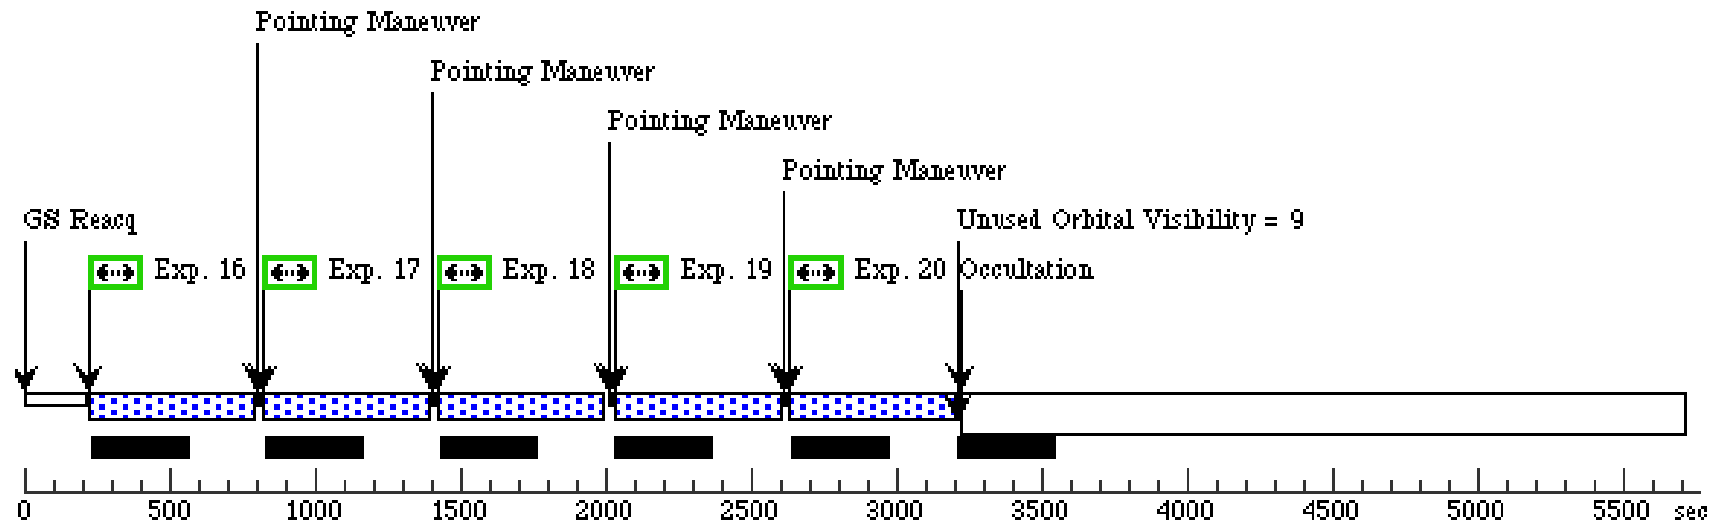 Pointing Maneuver
Pointing Maneuver
Pointing Maneuver
Pointing Maneuver
GS Reacq
Unused Orbital Visibility = 9
Exp. 16 Exp. 17 Exp. 18 Exp. 19 Exp. 20 Occultation
0 500 1000 1500 2000 2500 3000 3500 4000 4500 5000 5500 sec